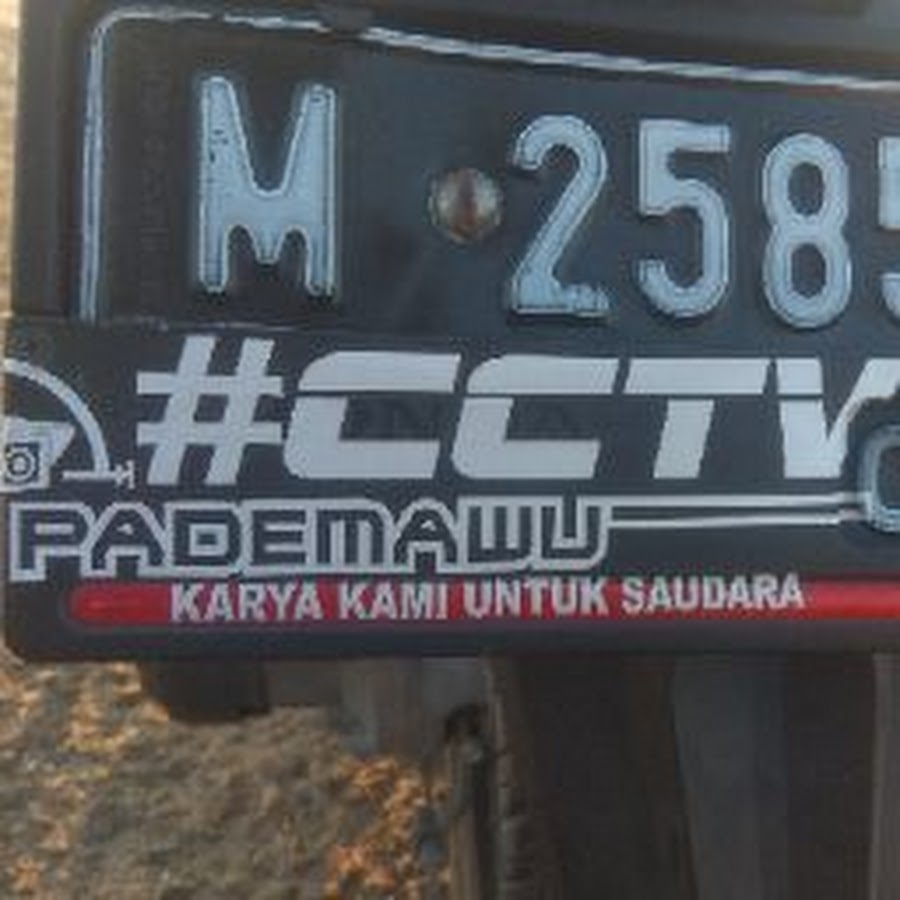 M 258
#CCTV
PADEMAWU
KARYA KAMI UNTUK SAUDARA